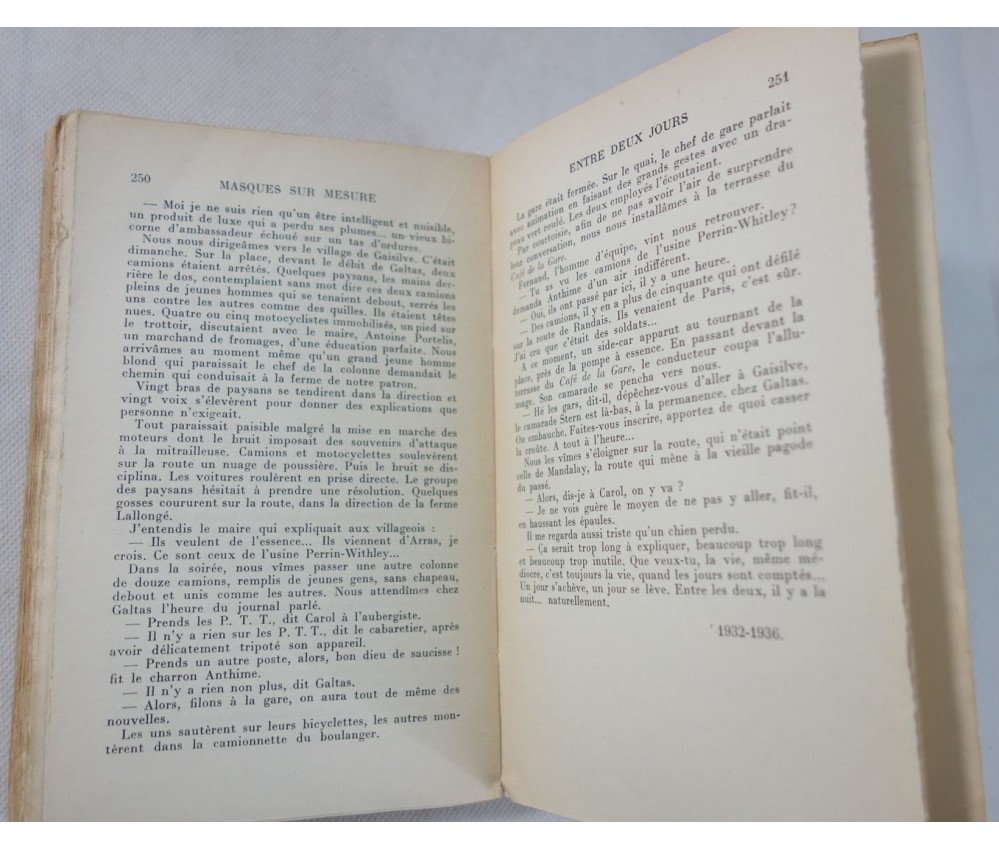 250
MASQUES SUR MESURE
— Moi je ne suis rien qu'un être intelligent et nuisible,
un produit de luxe qui a perdu ses plumes... un vieux bi-
corne d'ambassadeur échoué sur un tas d'ordures.
Nous nous dirigeâmes vers le village de Gaisilve. C'était
dimanche. Sur la place, devant le débit de Galtas, deux
camions étaient arrêtés. Quelques paysans, les mains der-
rière le dos, contemplaient sans mot dire ces deux camions
pleins de jeunes hommes qui se tenaient debout, serrés les
uns contre les autres comme des quilles. Ils étaient têtes
nues. Quatre ou cinq motocyclistes immobilisés, un pied sur
le trottoir, discutaient avec le maire, Antoine Portelis,
un marchand de fromages, d'une éducation parfaite. Nous
arrivâmes au moment même qu'un grand jeune homme
blond qui paraissait le chef de la colonne demandait le
chemin qui conduisait à la ferme de notre patron.
Vingt bras de paysans se tendirent dans la direction et
vingt voix s'élevèrent pour donner des explications que
personne n'exigeait.
Tout paraissait paisible malgré la mise en marche des
moteurs dont le bruit imposait des souvenirs d'attaque
à la mitrailleuse. Camions et motocyclettes soulevèrent
sur la route un nuage de poussière. Puis le bruit se dis-
ciplina. Les voitures roulèrent en prise directe. Le groupe
des paysans hésitait à prendre une résolution. Quelques
gosses coururent sur la route, dans la direction de la ferme
Lallongé.
J'entendis le maire qui expliquait aux villageois :
— Ils veulent de l'essence... Ils viennent d'Arras, je
crois. Ce sont ceux de l'usine Perrin-Withley...
Dans la soirée, nous vîmes passer une autre colonne
de douze camions, remplis de jeunes gens, sans chapeau,
debout et unis comme les autres. Nous attendîmes chez
Galtas l'heure du journal parlé.
— Prends les P. T. T., dit Carol à l'aubergiste.
— Il n'y a rien sur les P. T. T., dit le cabaretier, après
avoir délicatement tripoté son appareil.
— Prends un autre poste, alors, bon dieu de saucisse !
fit le charron Anthime.
— Il n'y a rien non plus, dit Galtas.
— Alors, filons à la gare, on aura tout de même des
nouvelles.
Les uns sautèrent sur leurs bicyclettes, les autres mon-
tèrent dans la camionnette du boulanger.
251
ENTRE DEUX JOURS
La gare était fermée. Sur le quai, le chef de gare parlait
avec animation en faisant des grands gestes avec un dra-
peau vert roulé. Les deux employés l'écoutaient.
Par courtoisie, afin de ne pas avoir l'air de surprendre
leur conversation, nous nous installâmes à la terrasse du
Café de la Gare.
Fernand, l'homme d'équipe, vint nous retrouver.
— Tu as vu les camions de l'usine Perrin-Whitley ?
demanda Anthime d'un air indifférent.
— Oui, ils ont passé par ici, il y a une heure.
— Des camions, il y en a plus de cinquante qui ont défilé
sur la route de Randais. Ils venaient de Paris, c'est sûr.
J'ai cru que c'était des soldats...
A ce moment, un side-car apparut au tournant de la
place, près de la pompe à essence. En passant devant la
terrasse du Café de la Gare, le conducteur coupa l'allu-
mage. Son camarade se pencha vers nous.
— Hé les gars, dit-il, dépêchez-vous d'aller à Gaisilve,
le camarade Stern est là-bas, à la permanence, chez Galtas.
On embauche. Faites-vous inscrire, apportez de quoi casser
la croûte. A tout à l'heure...
Nous les vîmes s'éloigner sur la route, qui n'était point
celle de Mandalay, la route qui mène à la vieille pagode
du passé.
— Alors, dis-je à Carol, on y va ?
— Je ne vois guère le moyen de ne pas y aller, fit-il,
en haussant les épaules.
Il me regarda aussi triste qu'un chien perdu.
— Ça serait trop long à expliquer, beaucoup trop long
et beaucoup trop inutile. Que veux-tu, la vie, même mé-
diocre, c'est toujours la vie, quand les jours sont comptés...
Un jour s'achève, un jour se lève. Entre les deux, il y a la
nuit... naturellement.
1932-1936.